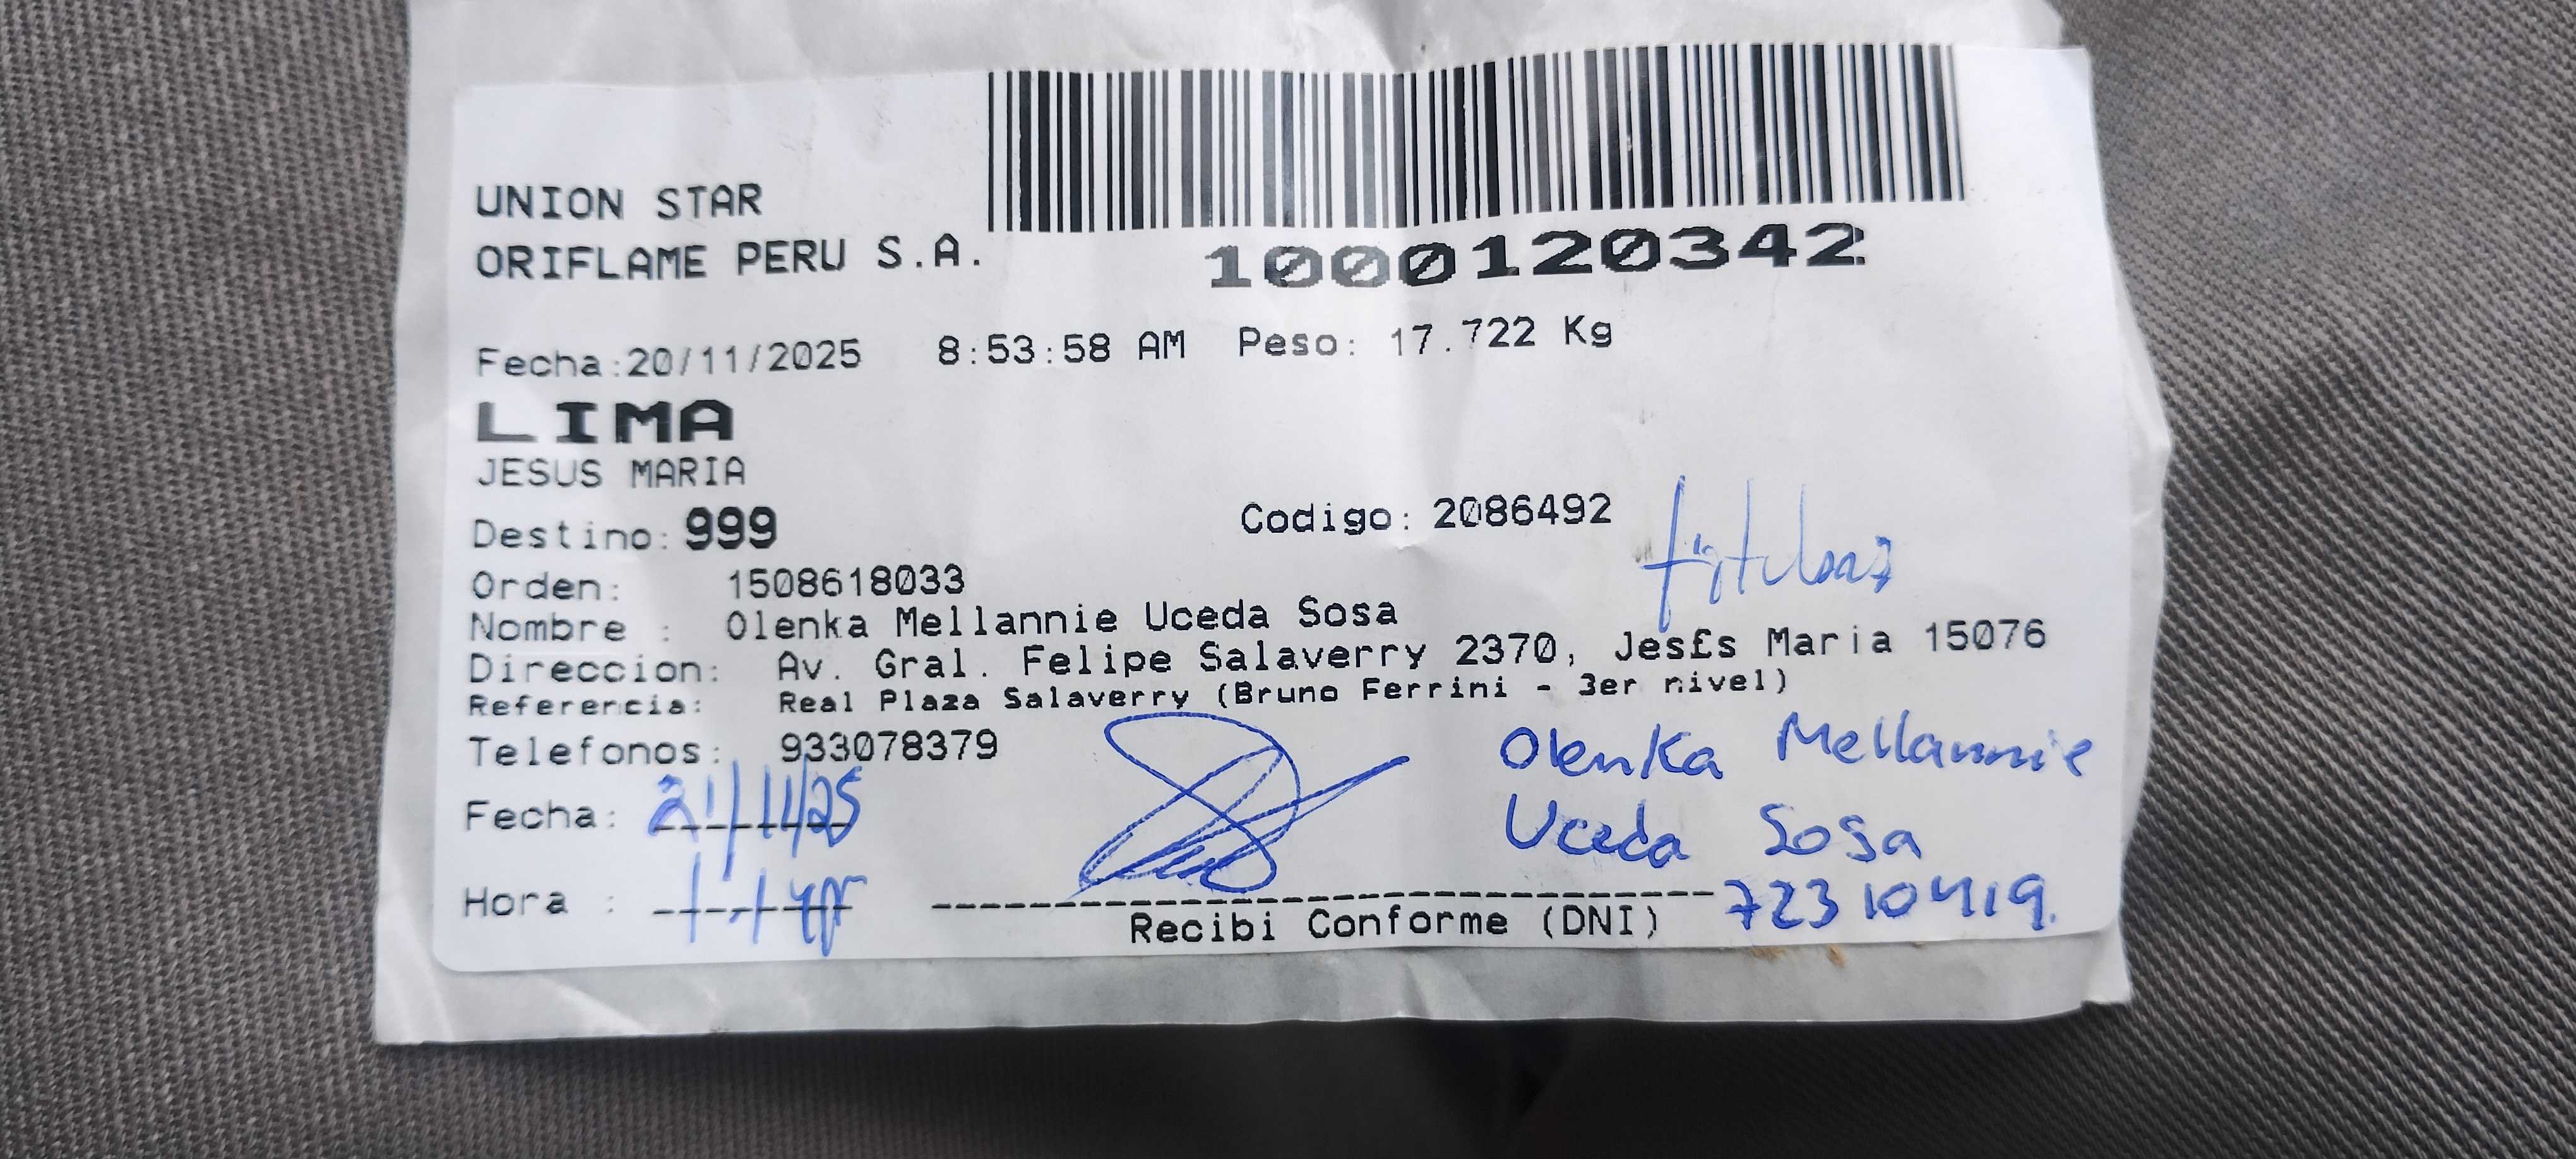 UNION STAR
ORIFLAME PERU S.A.
1000120342
Fecha:20/11/2025 8:53:58 AM Peso: 17.722 Kg
LIMA
JESUS MARIA
Destino: 999 Codigo: 2086492
Orden: 1508618033
Nombre : Olenka Mellannie Uceda Sosa
Direccion: Av. Gral. Felipe Salaverry 2370, Jes£s Maria 15076
Referencia: Real Plaza Salaverry (Bruno Ferrini - 3er nivel)
Telefonos: 933078379
Olenka Mellannie
Fecha: 21/11/25
Uceda Sosa
Hora :
72310419.
Recibi Conforme (DNI)